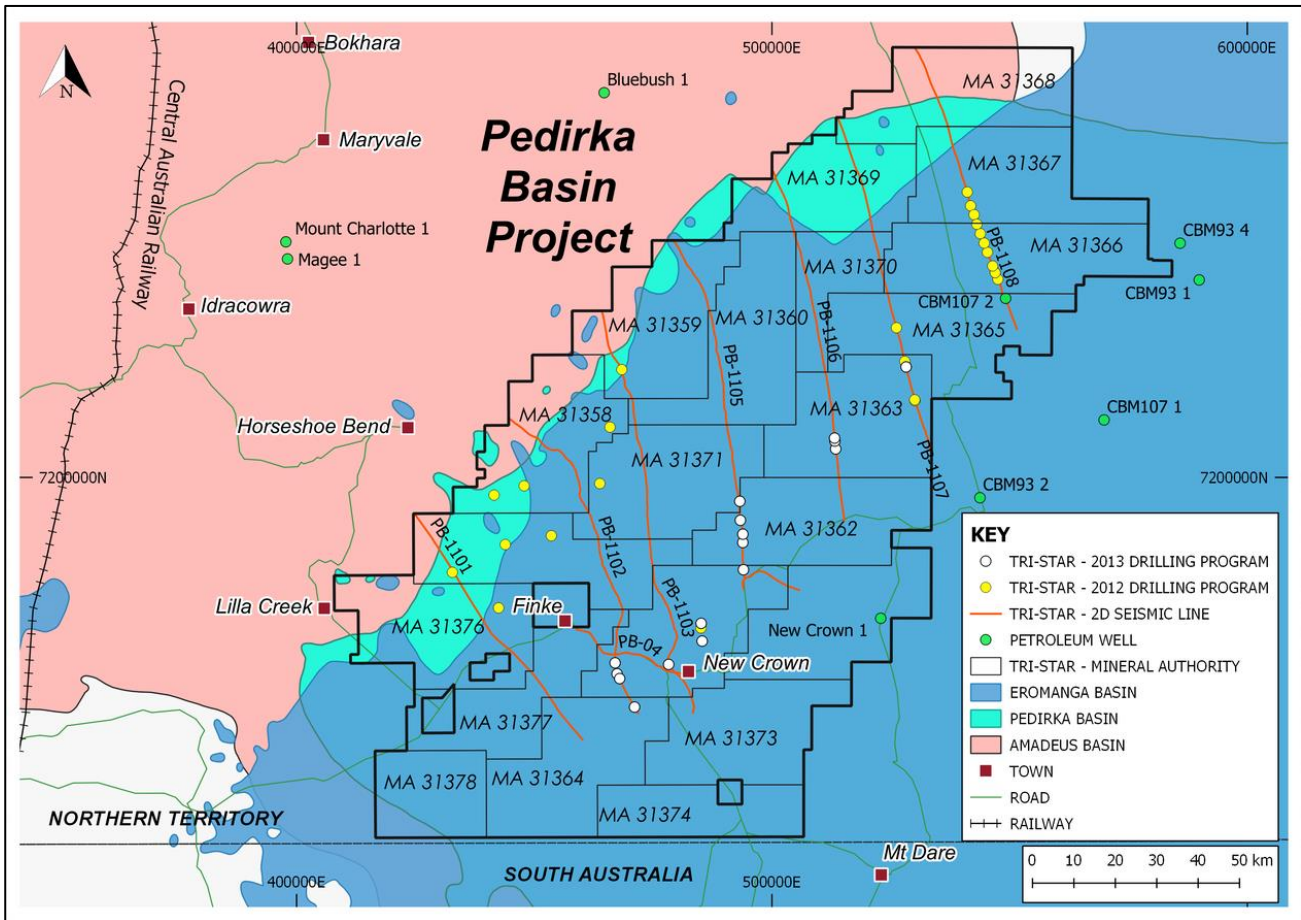 400000E
500000E
600000E
Bokhara
N
Central Australian Railway
Bluebush 1
MA 31368
Maryvale
Pedirka
Basin
Project
MA 31367
MA 31369
Mount Charlotte 1
Magee 1
MA 31366
CBM93 4
MA 31370
PB-1108
CBM93 1
Idracowra
CBM107 2
MA 31359
MA 31360
PB-1106
MA 31365
PB-1105
MA 31358
MA 31363
CBM107 1
Horseshoe Bend
MA 31371
PB-1107
7200000N
7200000N
CBM93 2
MA 31362
PB-1101
PB-1102
Lilla Creek
Finke
MA 31376
PB-1103
New Crown 1
PB-04
New Crown
MA 31377
MA 31373
MA 31378
MA 31364
MA 31374
NORTHERN TERRITORY
SOUTH AUSTRALIA
Mt Dare
400000E
500000E
KEY
TRI-STAR - 2013 DRILLING PROGRAM
TRI-STAR - 2012 DRILLING PROGRAM
TRI-STAR - 2D SEISMIC LINE
PETROLEUM WELL
TRI-STAR - MINERAL AUTHORITY
EROMANGA BASIN
PEDIRKA BASIN
AMADEUS BASIN
TOWN
ROAD
RAILWAY
0 10 20 30 40 50 km